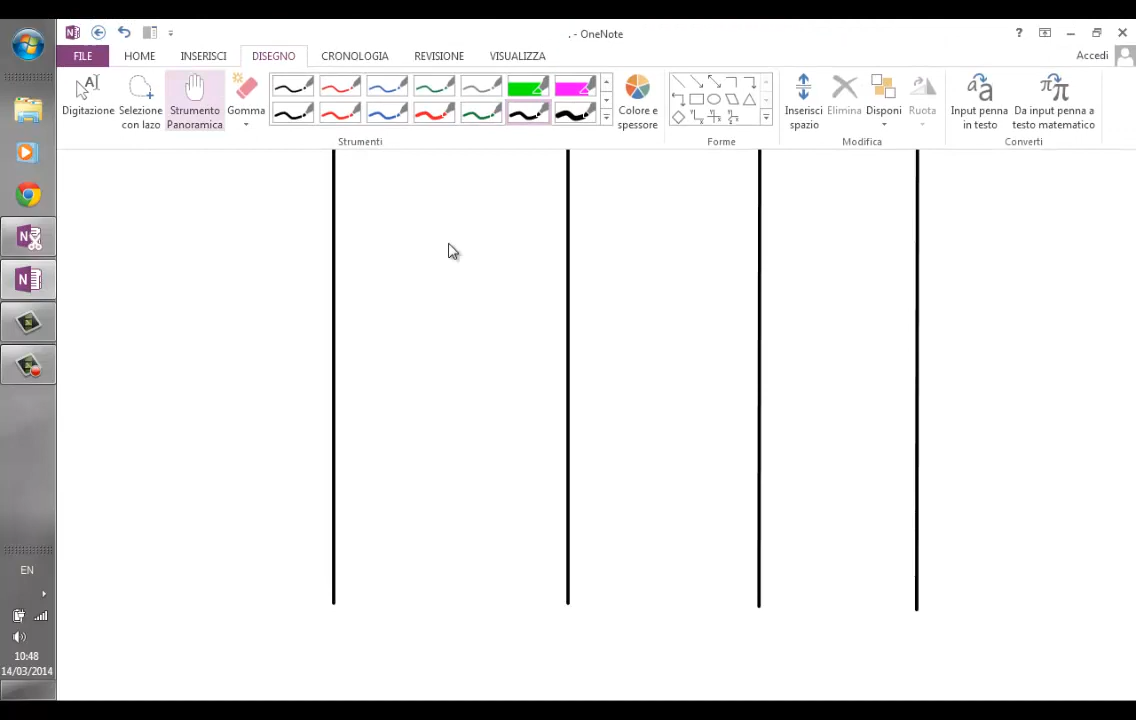 . - OneNote
?
Accedi
FILE HOME INSERISCI DISEGNO CRONOLOGIA REVISIONE VISUALIZZA
Digitazione
Selezione
con lazo
Strumento
Panoramica
Gomma
Strumenti
Colore e
spessore
Forme
Inserisci
spazio
Elimina
Disponi
Ruota
Modifica
Input penna
in testo
Da input penna a
testo matematico
Converti
EN
10:48
14/03/2014